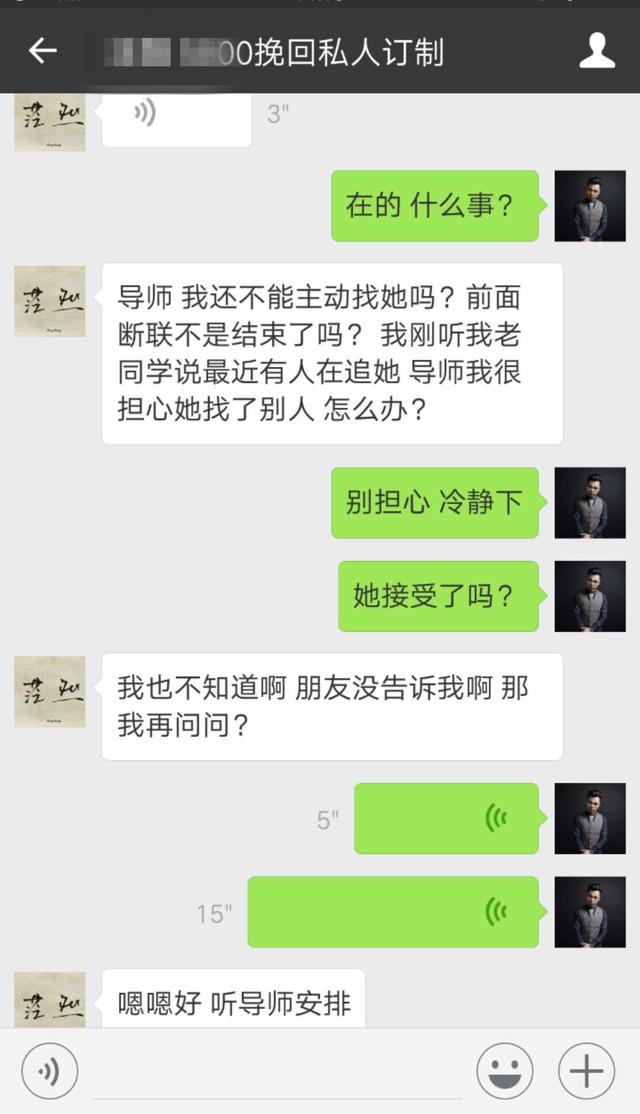 00挽回私人订制
3"
在的 什么事?
导师 我还不能主动找她吗? 前面
断联不是结束了吗? 我刚听我老
同学说最近有人在追她 导师我很
担心她找了别人 怎么办?
别担心 冷静下
她接受了吗?
我也不知道啊 朋友没告诉我啊 那
我再问问?
5"
15"
嗯嗯好 听导师安排